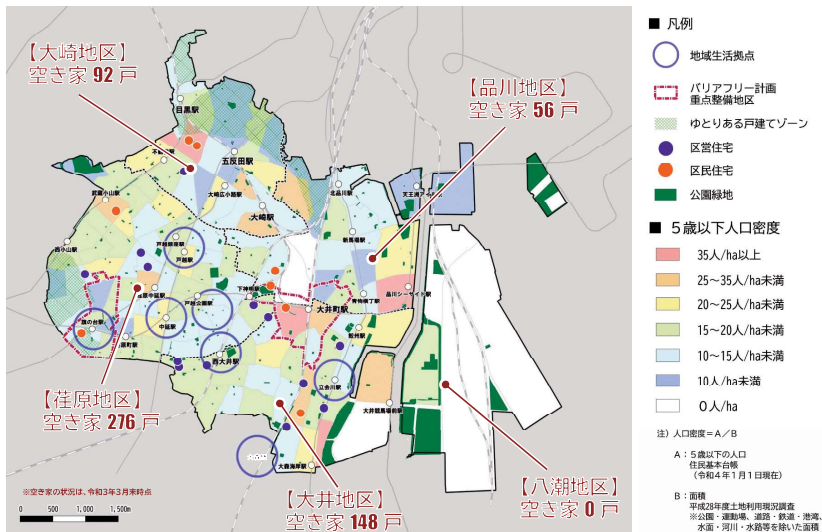 【大崎地区】
空き家 92 戸
【品川地区】
空き家 56 戸
目黒駅
五反田駅
不動前駅
武蔵小山駅
大崎広小路駅
北品川駅
大崎駅
西小山駅
戸越銀座駅
戸越駅
新馬場駅
荏原中延駅
戸越公園駅
下神明駅
青物横丁駅
品川シーサイド駅
大井町駅
旗の台駅
中延駅
鮫洲駅
西大井駅
立会川駅
大井競馬場前駅
大森海岸駅
【荏原地区】
空き家 276 戸
【大井地区】
空き家 148 戸
【八潮地区】
空き家 0 戸
※空き家の状況は、令和3年3月末時点
0
500
1,000
1,500m
■ 凡例
地域生活拠点
バリアフリー計画
重点整備地区
ゆとりある戸建てゾーン
区営住宅
区民住宅
公園緑地
■ 5歳以下人口密度
35人/ha以上
25～35人/ha未満
20～25人/ha未満
15～20人/ha未満
10～15人/ha未満
10人/ha未満
0人/ha
注）人口密度＝A／B
A：5歳以下の人口
住民基本台帳
（令和4年1月1日現在）
B：面積
平成28年度土地利用現況調査
※公園・運動場、道路・鉄道・港湾、
水面・河川・水路等を除いた面積